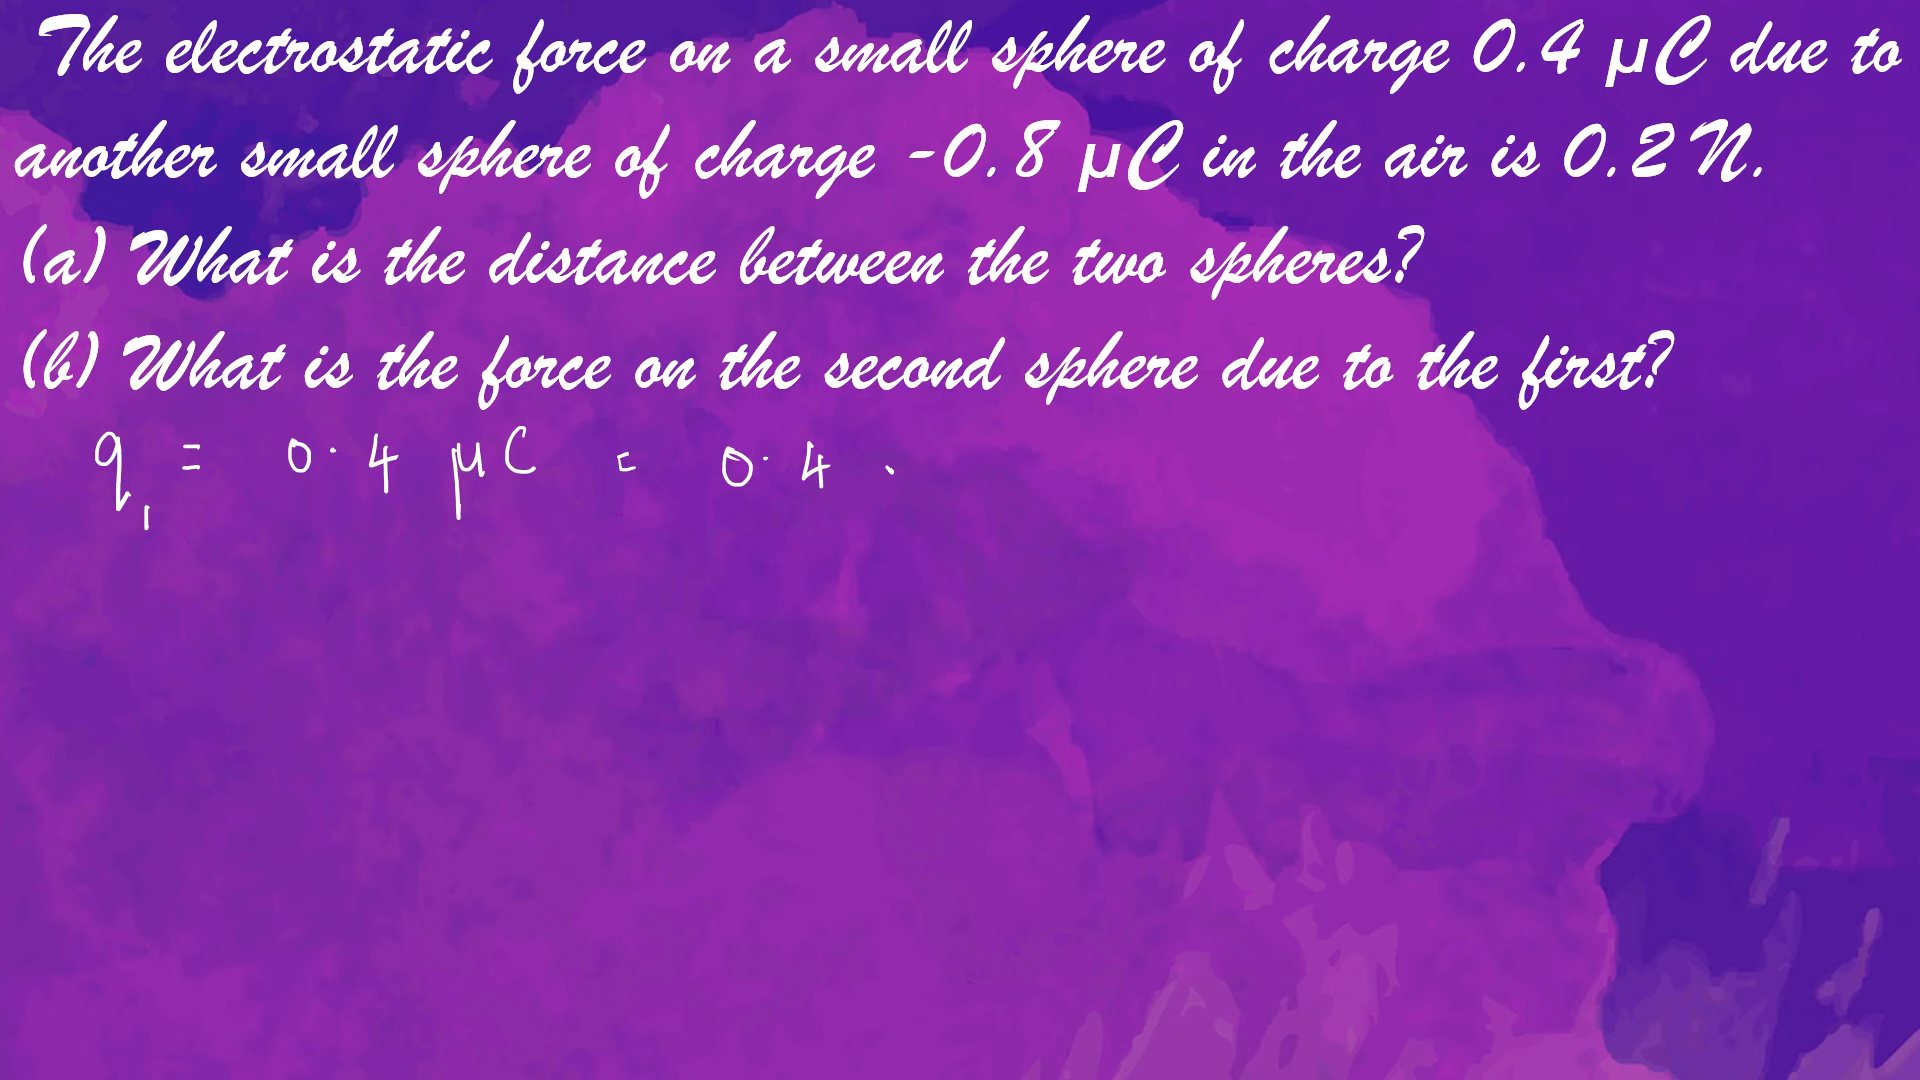 The electrostatic force on a small sphere of charge 0.4 μC due to
another small sphere of charge -0.8 μC in the air is 0.2 N.
(a) What is the distance between the two spheres?
(b) What is the force on the second sphere due to the first?
q₁ = 0.4 μC = 0.4